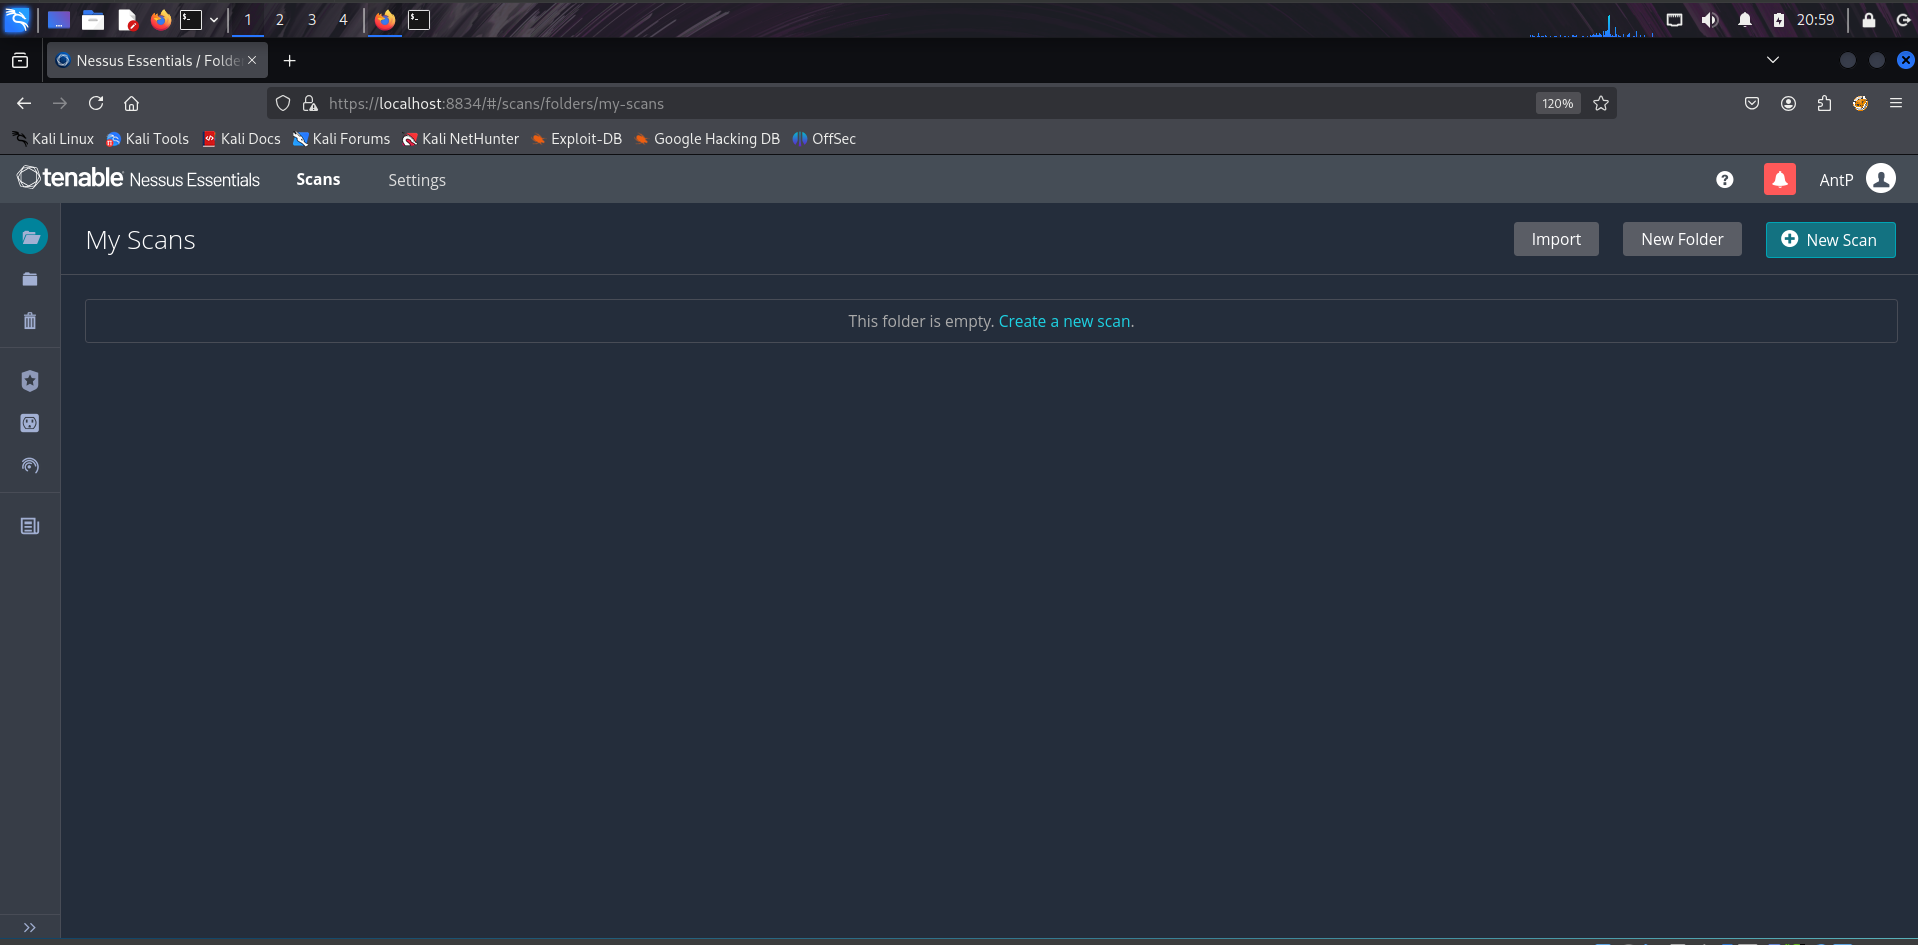 1 2 3 4 20:59
Nessus Essentials / Folde
https://localhost:8834/#/scans/folders/my-scans 120%
Kali Linux Kali Tools Kali Docs Kali Forums Kali NetHunter Exploit-DB Google Hacking DB OffSec
tenable Nessus Essentials Scans Settings AntP
My Scans Import New Folder New Scan
This folder is empty. Create a new scan.